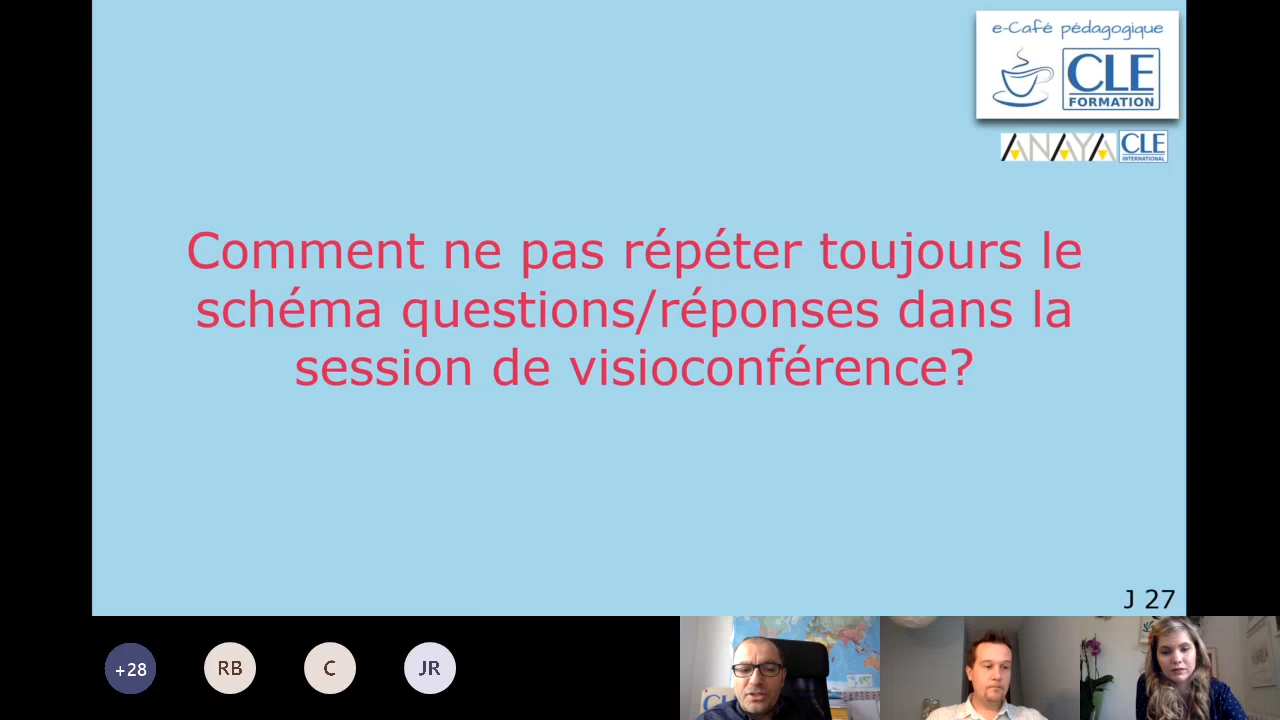 e-Café pédagogique
CLE
FORMATION
ANAYA CLE
INTERNATIONAL
Comment ne pas répéter toujours le
schéma questions/réponses dans la
session de visioconférence?
J 27
+28 RB C JR